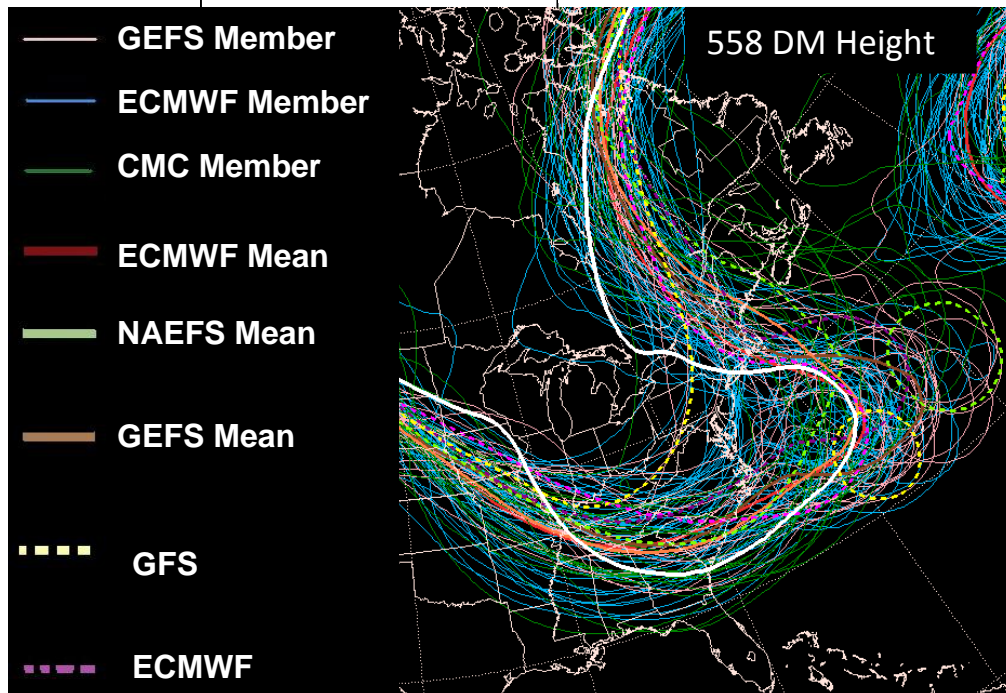 GEFS Member
558 DM Height
ECMWF Member
CMC Member
ECMWF Mean
NAEFS Mean
GEFS Mean
GFS
ECMWF